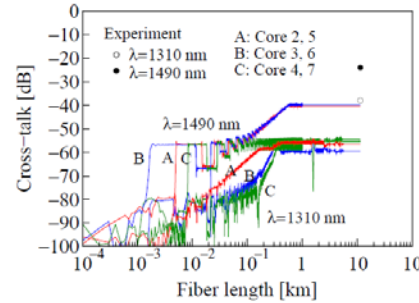 Experiment
λ=1310 nm
λ=1490 nm
A: Core 2, 5
B: Core 3, 6
C: Core 4, 7
Cross-talk [dB]
0
−10
−20
−30
−40
−50
−60
−70
−80
−90
−100
λ=1490 nm
B A C
A
B
C
λ=1310 nm
10⁻⁴ 10⁻³ 10⁻² 10⁻¹ 10⁰ 10¹ 10²
Fiber length [km]